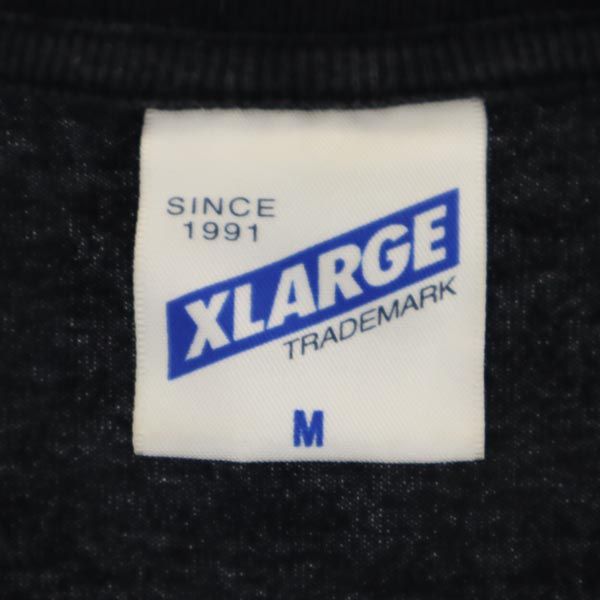 SINCE
1991
XLARGE
TRADEMARK
M